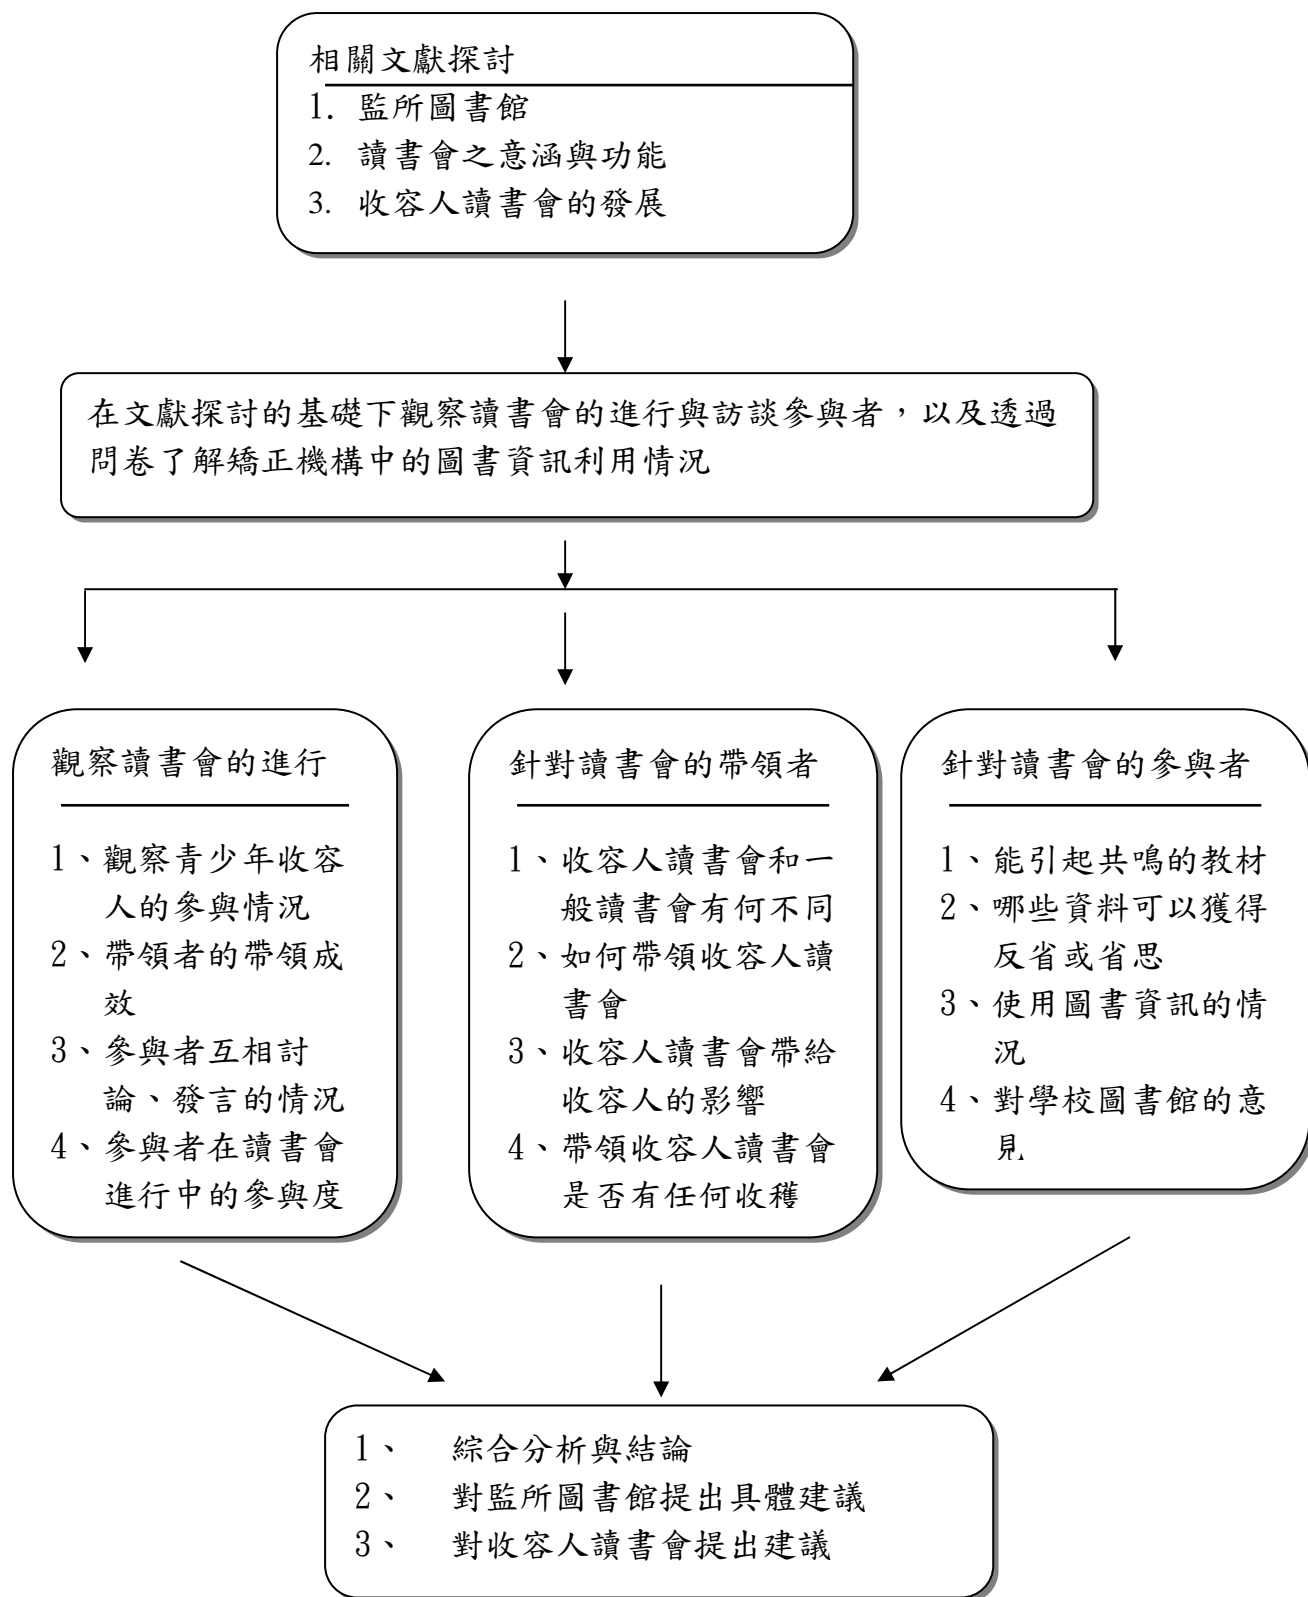 相關文獻探討
1. 監所圖書館
2. 讀書會之意涵與功能
3. 收容人讀書會的發展
在文獻探討的基礎下觀察讀書會的進行與訪談參與者，以及透過
問卷了解矯正機構中的圖書資訊利用情況
觀察讀書會的進行
1、觀察青少年收容
人的參與情況
2、帶領者的帶領成
效
3、參與者互相討
論、發言的情況
4、參與者在讀書會
進行中的參與度
針對讀書會的帶領者
1、收容人讀書會和一
般讀書會有何不同
2、如何帶領收容人讀
書會
3、收容人讀書會帶給
收容人的影響
4、帶領收容人讀書會
是否有任何收穫
針對讀書會的參與者
1、能引起共鳴的教材
2、哪些資料可以獲得
反省或省思
3、使用圖書資訊的情
況
4、對學校圖書館的意
見
1、 綜合分析與結論
2、 對監所圖書館提出具體建議
3、 對收容人讀書會提出建議